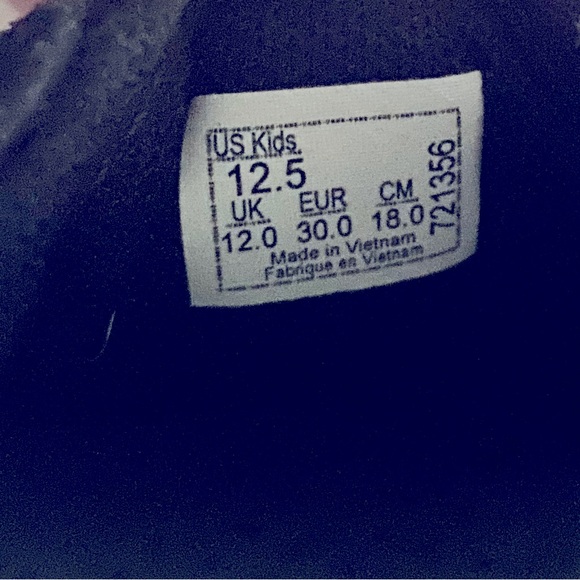 US Kids.
12.5
UK EUR CM
12.0 30.0 18.0
Made in Vietnam
Fabrique en Vietnam
721356